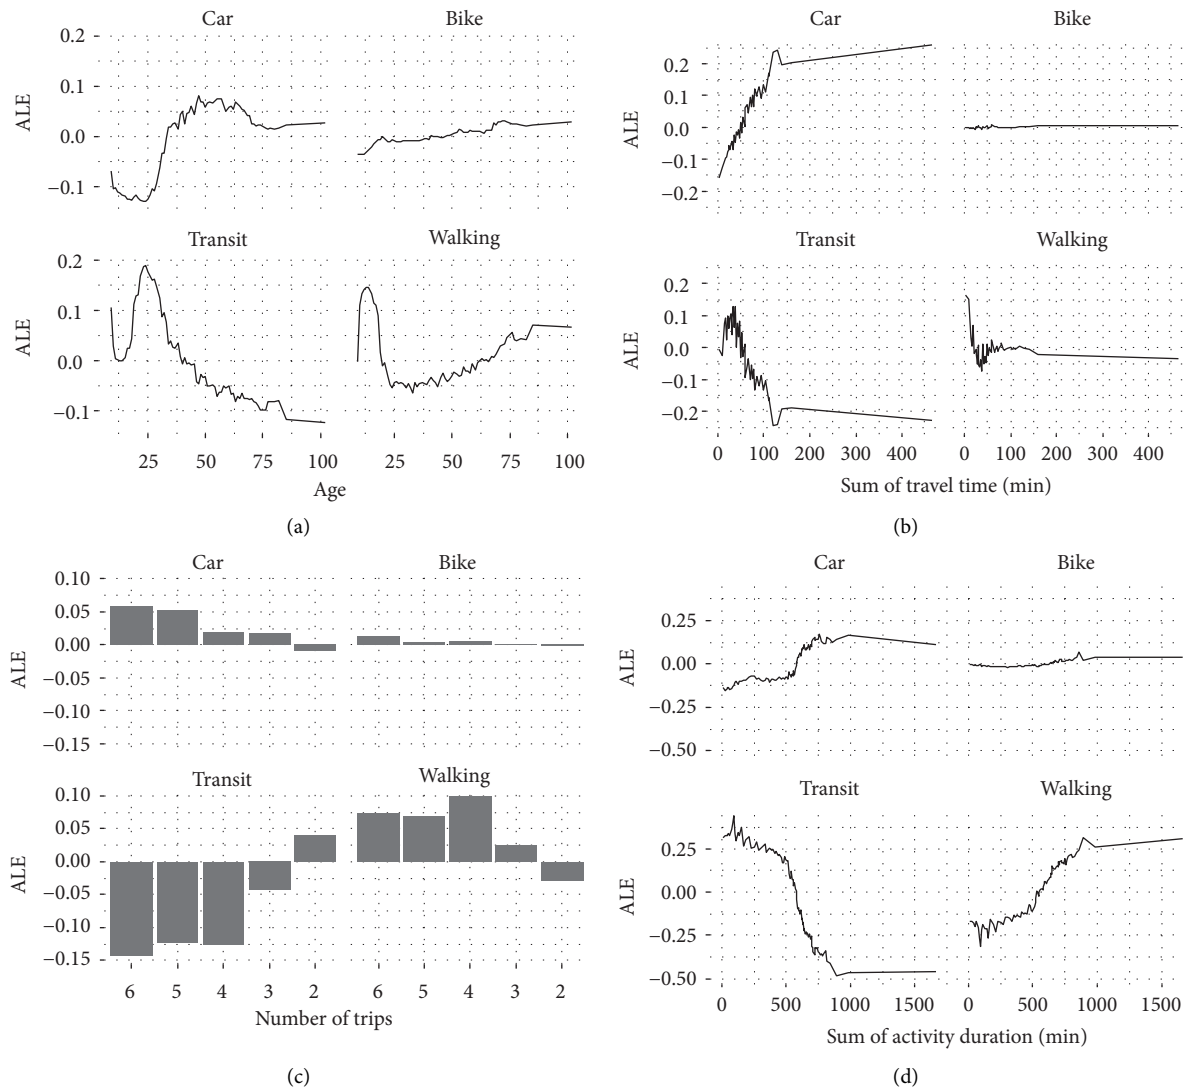 Car Bike
0.2
0.1
0.0
−0.1
ALE
Transit Walking
0.2
0.1
0.0
−0.1
ALE
25 50 75 100 25 50 75 100
Age
(a)
Car Bike
0.2
0.1
0.0
−0.1
−0.2
ALE
Transit Walking
0.2
0.1
0.0
−0.1
−0.2
ALE
0 100 200 300 400 0 100 200 300 400
Sum of travel time (min)
(b)
Car Bike
0.10
0.05
0.00
−0.05
−0.10
−0.15
ALE
Transit Walking
0.10
0.05
0.00
−0.05
−0.10
−0.15
ALE
6 5 4 3 2 6 5 4 3 2
Number of trips
(c)
Car Bike
0.25
0.00
−0.25
−0.50
ALE
Transit Walking
0.25
0.00
−0.25
−0.50
ALE
0 500 1000 1500 0 500 1000 1500
Sum of activity duration (min)
(d)